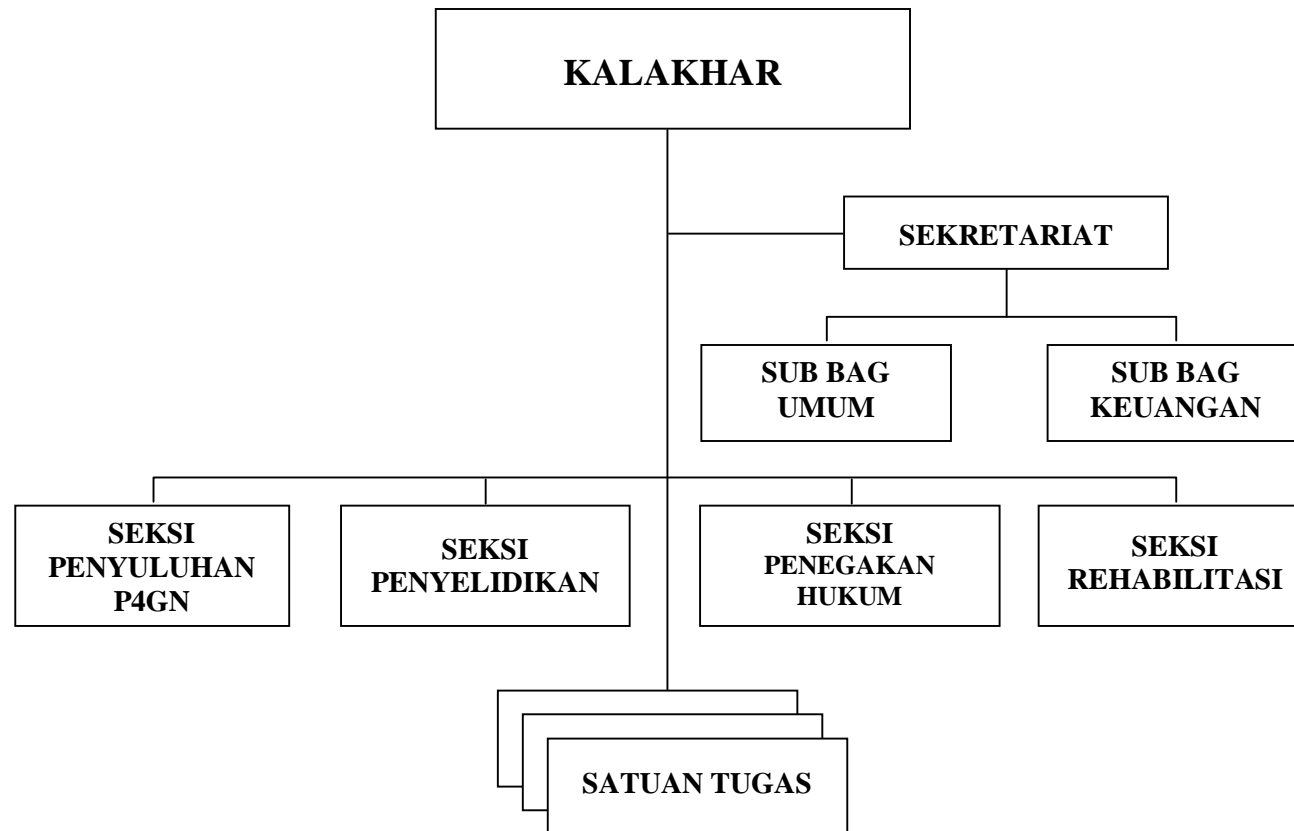 KALAKHAR
SEKRETARIAT
SUB BAG
UMUM
SUB BAG
KEUANGAN
SEKSI
PENYULUHAN
P4GN
SEKSI
PENYELIDIKAN
SEKSI
PENEGAKAN
HUKUM
SEKSI
REHABILITASI
SATUAN TUGAS